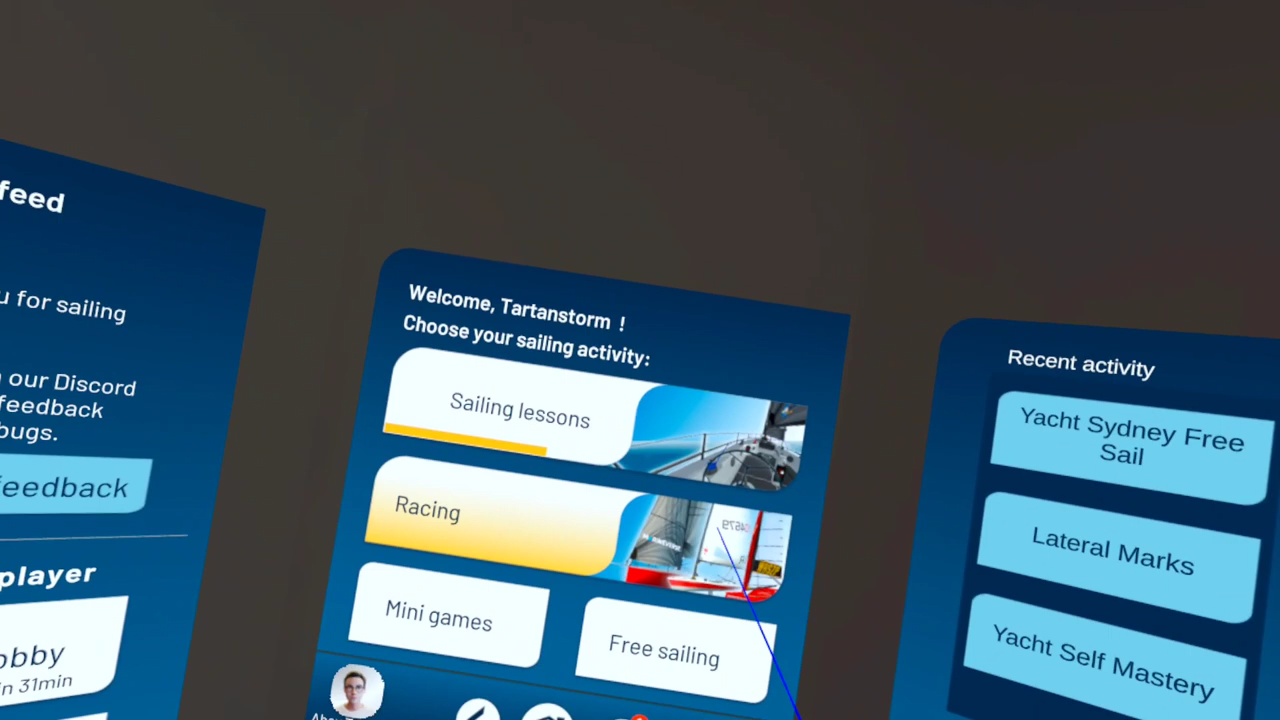 feed
u for sailing
our Discord
feedback
bugs.
feedback
player
obby
in 31min
Welcome, Tartanstorm !
Choose your sailing activity:
Sailing lessons
Racing
Mini games
Free sailing
Recent activity
Yacht Sydney Free
Sail
Lateral Marks
Yacht Self Mastery